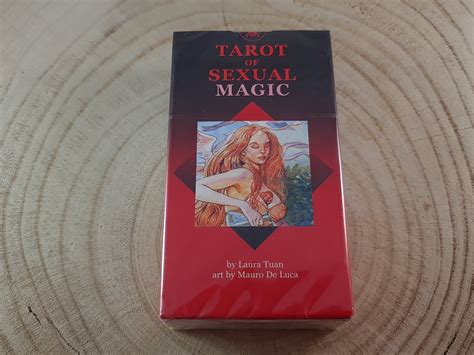 TAROT
OF
SEXUAL
MAGIC
by Laura Tuan
art by Mauro De Luca